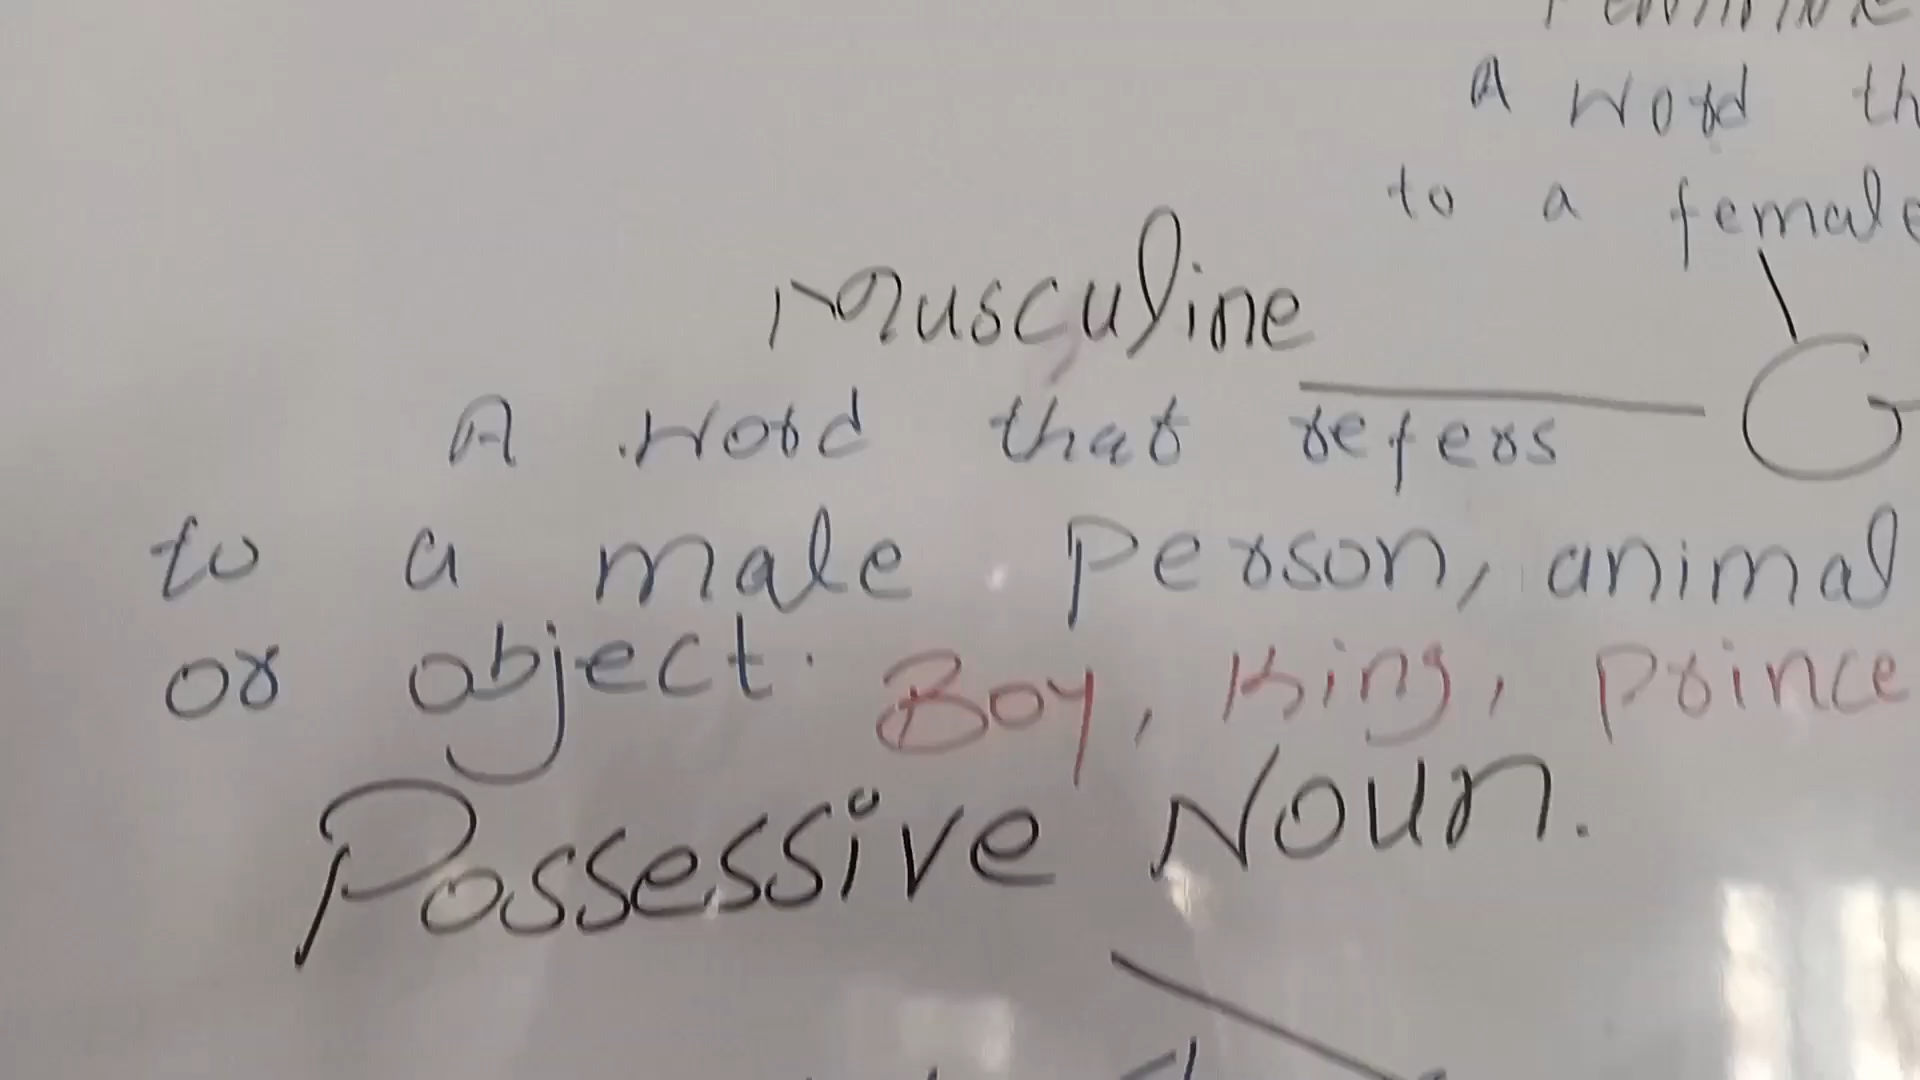 A word th
to a female
Musculine
A word that refers
to a male person, animal
or object. Boy, King, Prince
Possessive Noun.